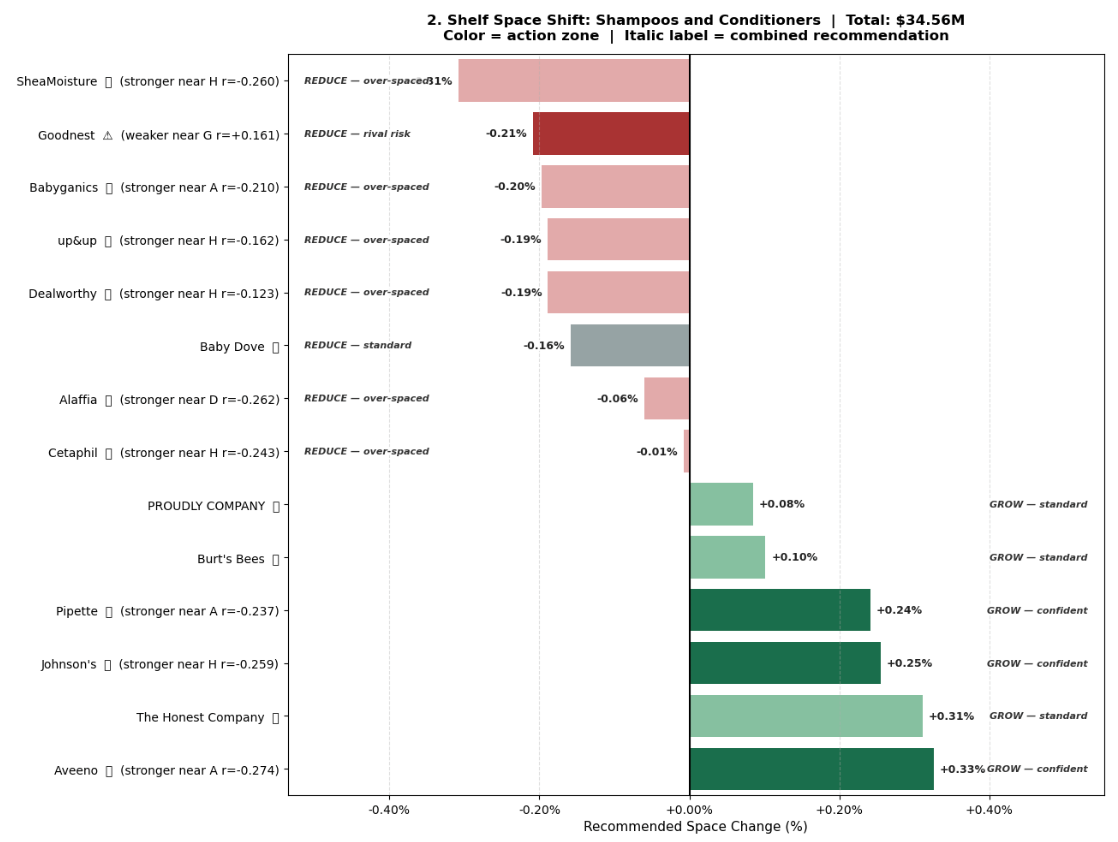 2. Shelf Space Shift: Shampoos and Conditioners | Total: $34.56M
Color = action zone | Italic label = combined recommendation
SheaMoisture (stronger near H r=-0.260) REDUCE — over-spaced -0.31%
Goodnest ⚠ (weaker near G r=+0.161) REDUCE — rival risk -0.21%
Babyganics (stronger near A r=-0.210) REDUCE — over-spaced -0.20%
up&up (stronger near H r=-0.162) REDUCE — over-spaced -0.19%
Dealworthy (stronger near H r=-0.123) REDUCE — over-spaced -0.19%
Baby Dove REDUCE — standard -0.16%
Alaffia (stronger near D r=-0.262) REDUCE — over-spaced -0.06%
Cetaphil (stronger near H r=-0.243) REDUCE — over-spaced -0.01%
PROUDLY COMPANY +0.08% GROW — standard
Burt's Bees +0.10% GROW — standard
Pipette (stronger near A r=-0.237) +0.24% GROW — confident
Johnson's (stronger near H r=-0.259) +0.25% GROW — confident
The Honest Company +0.31% GROW — standard
Aveeno (stronger near A r=-0.274) +0.33% GROW — confident
-0.40% -0.20% +0.00% +0.20% +0.40%
Recommended Space Change (%)